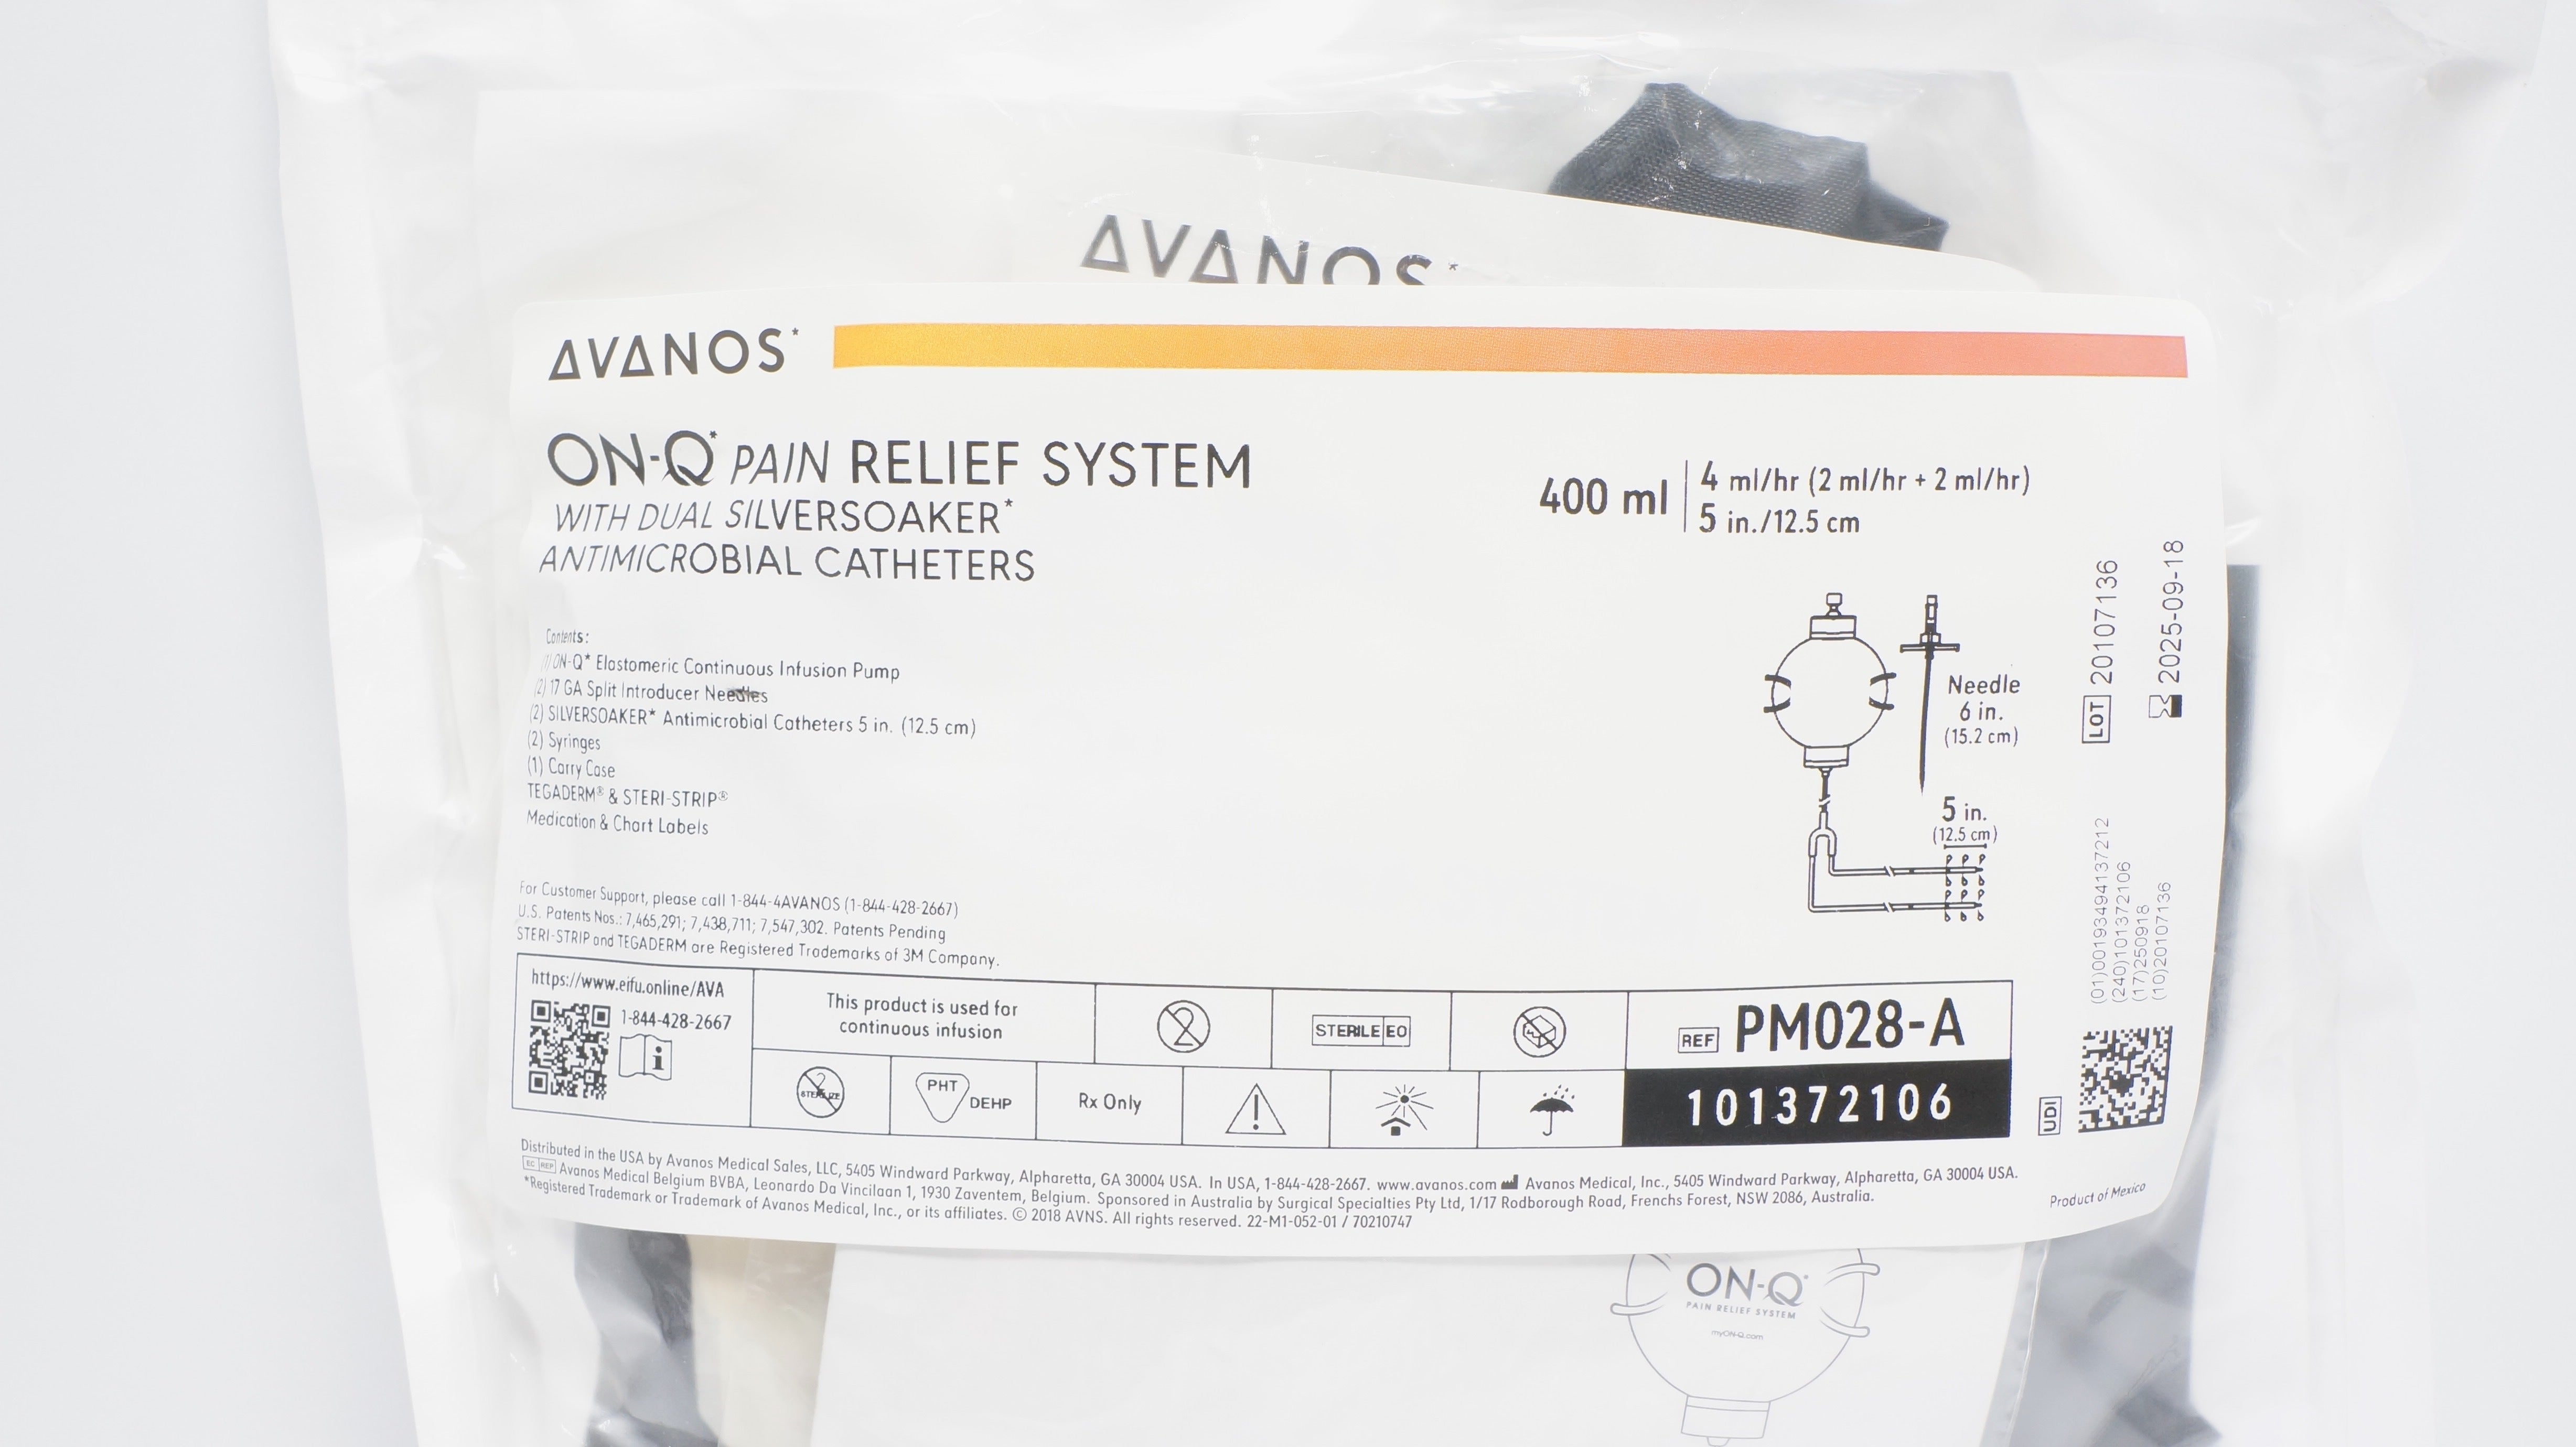 AVANOS*
AVANOS*
ON-Q* PAIN RELIEF SYSTEM
WITH DUAL SILVERSOAKER*
ANTIMICROBIAL CATHETERS
400 ml
4 ml/hr (2 ml/hr + 2 ml/hr)
5 in./12.5 cm
Contents:
(1) ON-Q* Elastomeric Continuous Infusion Pump
(2) 17 GA Split Introducer Needles
(2) SILVERSOAKER* Antimicrobial Catheters 5 in. (12.5 cm)
(2) Syringes
(1) Carry Case
TEGADERM® & STERI-STRIP®
Medication & Chart Labels
Needle
6 in.
(15.2 cm)
5 in.
(12.5 cm)
LOT 20107136
2025-09-18
(01)00193494137212
(240)101372106
(17)250918
(10)20107136
For Customer Support, please call 1-844-4AVANOS (1-844-428-2667)
U.S. Patents Nos.: 7,465,291; 7,438,711; 7,547,302. Patents Pending
STERI-STRIP and TEGADERM are Registered Trademarks of 3M Company.
https://www.eifu.online/AVA
1-844-428-2667
i
This product is used for
continuous infusion
2
STERILE EO
REF PM028-A
2
STERILIZE
PHT
DEHP
Rx Only
!
101372106
UDI
Distributed in the USA by Avanos Medical Sales, LLC, 5405 Windward Parkway, Alpharetta, GA 30004 USA. In USA, 1-844-428-2667. www.avanos.com Avanos Medical, Inc., 5405 Windward Parkway, Alpharetta, GA 30004 USA.
EC REP Avanos Medical Belgium BVBA, Leonardo Da Vincilaan 1, 1930 Zaventem, Belgium. Sponsored in Australia by Surgical Specialties Pty Ltd, 1/17 Rodborough Road, Frenchs Forest, NSW 2086, Australia.
*Registered Trademark or Trademark of Avanos Medical, Inc., or its affiliates. © 2018 AVNS. All rights reserved. 22-M1-052-01 / 70210747
Product of Mexico
ON-Q*
PAIN RELIEF SYSTEM
myON-Q.com